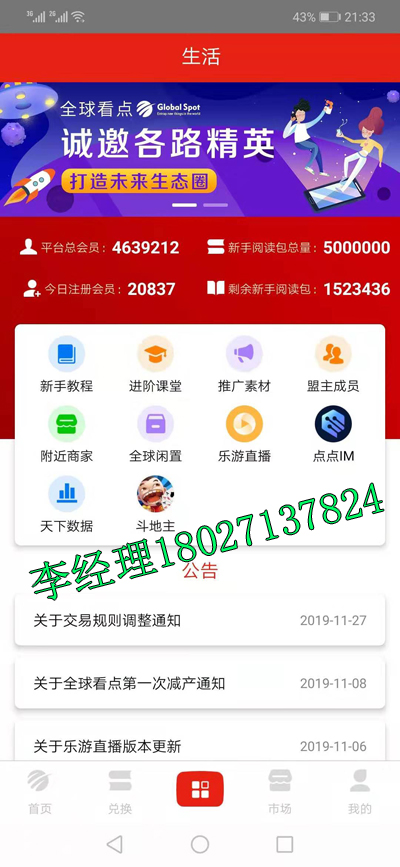 3G 2G 43% 21:33
生活
全球看点 Global Spot
诚邀各路精英
打造未来生态圈
平台总会员：4639212 新手阅读包总量：5000000
今日注册会员：20837 剩余新手阅读包：1523436
新手教程 进阶课堂 推广素材 盟主成员
附近商家 全球闲置 乐游直播 点点IM
天下数据 斗地主
李经理18027137824
公告
关于交易规则调整通知 2019-11-27
关于全球看点第一次减产通知 2019-11-08
关于乐游直播版本更新 2019-11-06
首页 兑换 市场 我的